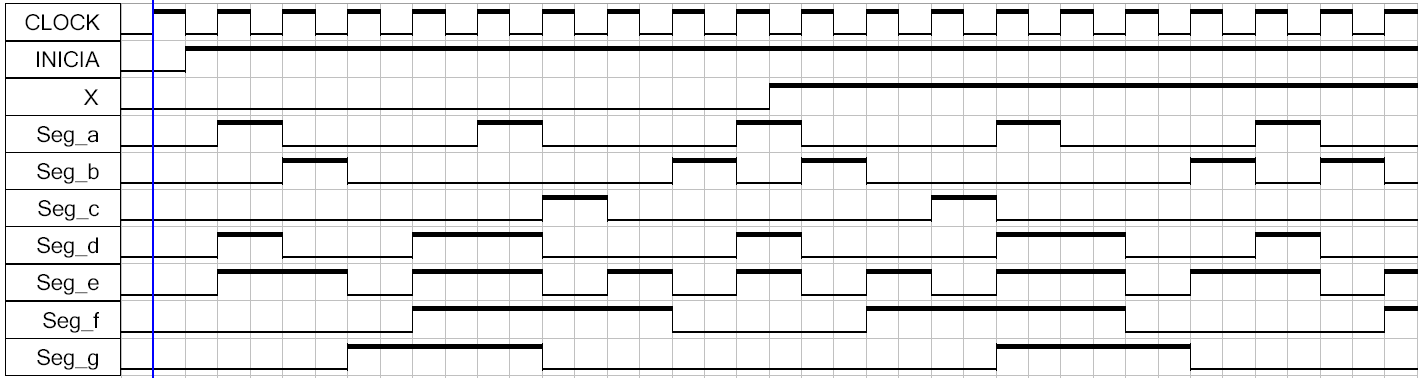 CLOCK
INICIA
X
Seg_a
Seg_b
Seg_c
Seg_d
Seg_e
Seg_f
Seg_g